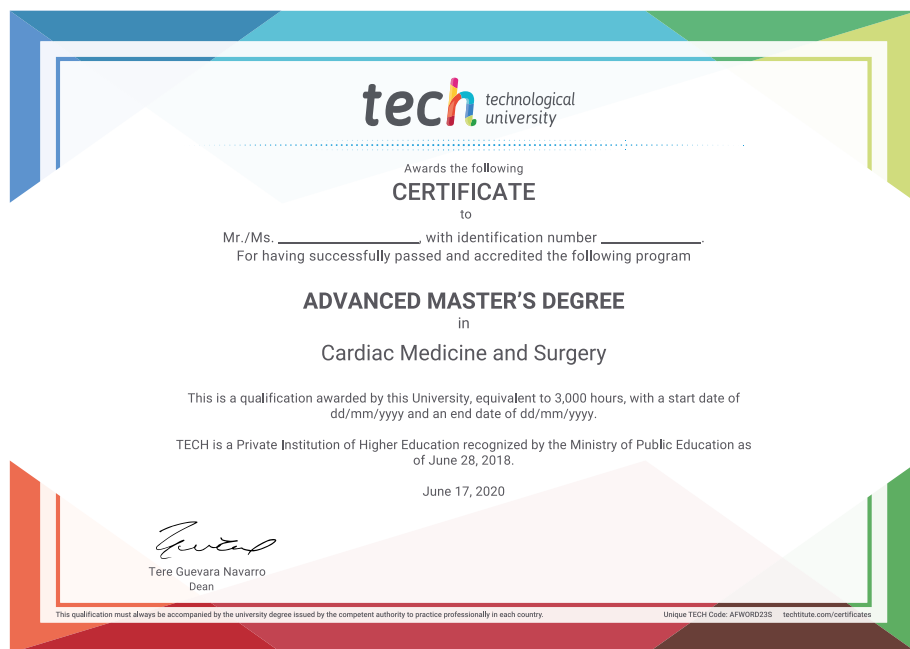 tech technological
university
Awards the following
CERTIFICATE
to
Mr./Ms. ____________________, with identification number ______________.
For having successfully passed and accredited the following program
ADVANCED MASTER'S DEGREE
in
Cardiac Medicine and Surgery
This is a qualification awarded by this University, equivalent to 3,000 hours, with a start date of
dd/mm/yyyy and an end date of dd/mm/yyyy.
TECH is a Private Institution of Higher Education recognized by the Ministry of Public Education as
of June 28, 2018.
June 17, 2020
Tere Guevara Navarro
Dean
This qualification must always be accompanied by the university degree issued by the competent authority to practice professionally in each country. Unique TECH Code: AFWORD23S techtitute.com/certificates